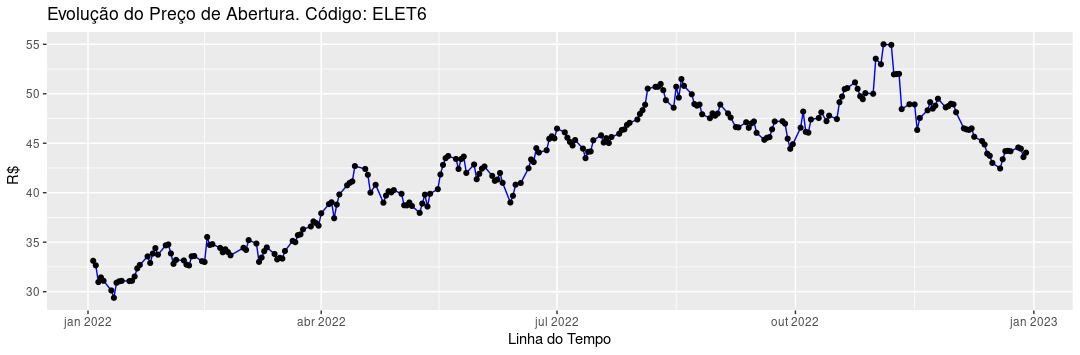 Evolução do Preço de Abertura. Código: ELET6
R$
55
50
45
40
35
30
jan 2022 abr 2022 jul 2022 out 2022 jan 2023
Linha do Tempo